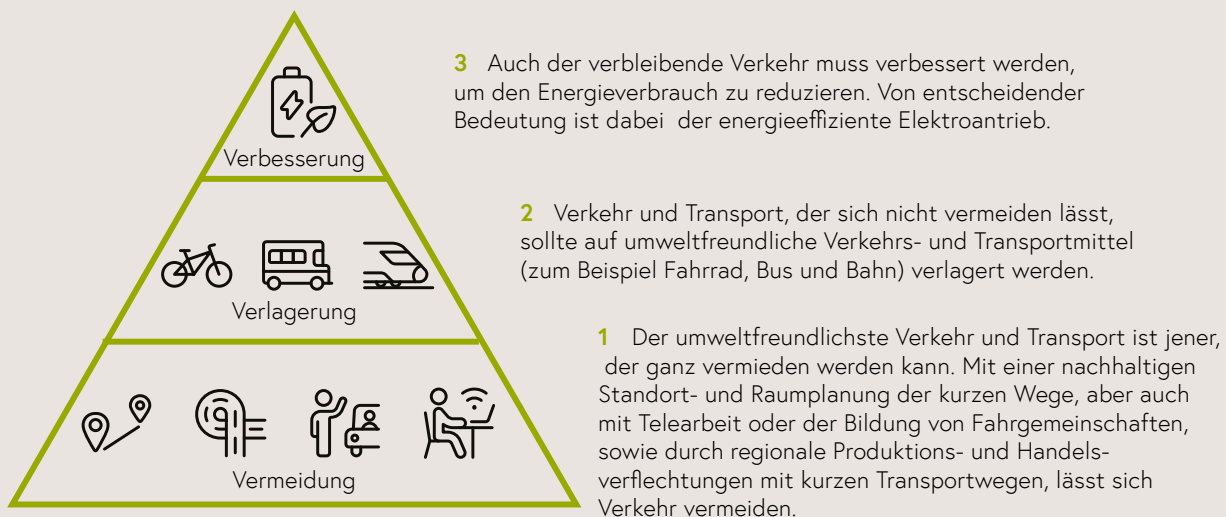 3 Auch der verbleibende Verkehr muss verbessert werden,
um den Energieverbrauch zu reduzieren. Von entscheidender
Bedeutung ist dabei der energieeffiziente Elektroantrieb.
Verbesserung
2 Verkehr und Transport, der sich nicht vermeiden lässt,
sollte auf umweltfreundliche Verkehrs- und Transportmittel
(zum Beispiel Fahrrad, Bus und Bahn) verlagert werden.
Verlagerung
1 Der umweltfreundlichste Verkehr und Transport ist jener,
der ganz vermieden werden kann. Mit einer nachhaltigen
Standort- und Raumplanung der kurzen Wege, aber auch
mit Telearbeit oder der Bildung von Fahrgemeinschaften,
sowie durch regionale Produktions- und Handels-
verflechtungen mit kurzen Transportwegen, lässt sich
Verkehr vermeiden.
Vermeidung